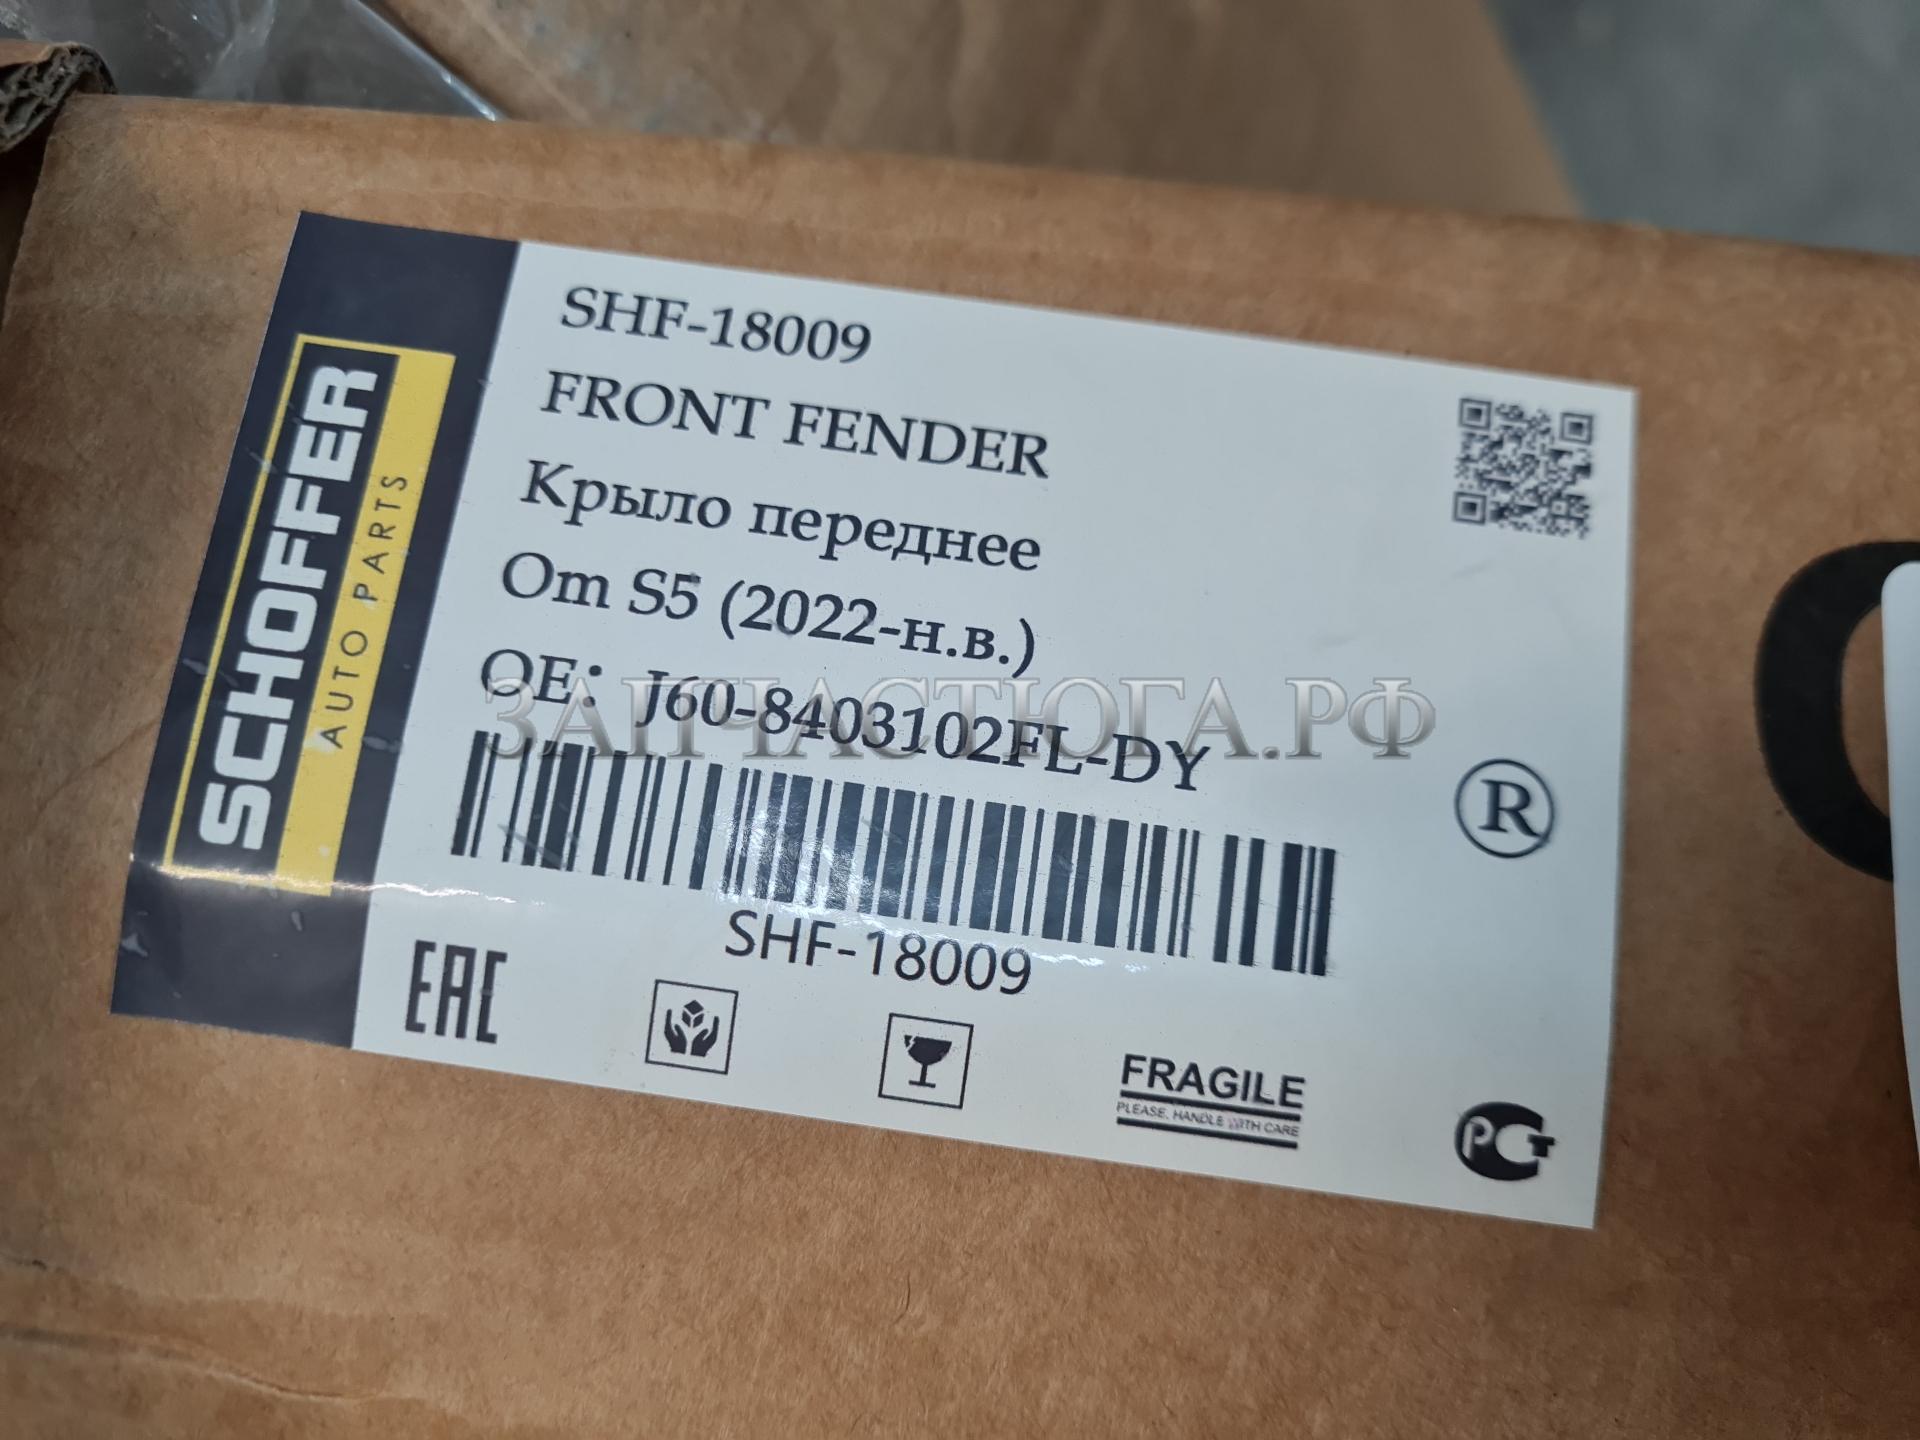 SCHOFFER
AUTO PARTS
SHF-18009
FRONT FENDER
Крыло переднее
Om S5 (2022-н.в.)
OE: J60-8403102FL-DY
ЗАПЧАСТЮГА.РФ
R
SHF-18009
EAC
FRAGILE
PLEASE, HANDLE WITH CARE
РСТ